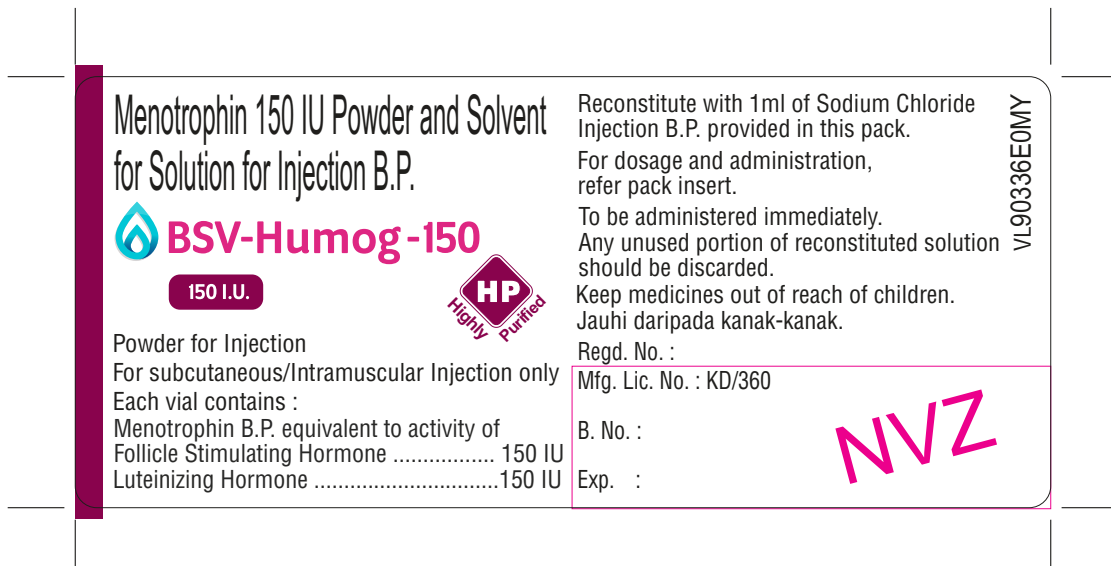 Menotrophin 150 IU Powder and Solvent
for Solution for Injection B.P.
BSV-Humog-150
150 I.U.
HP
Highly Purified
Powder for Injection
For subcutaneous/Intramuscular Injection only
Each vial contains :
Menotrophin B.P. equivalent to activity of
Follicle Stimulating Hormone ................. 150 IU
Luteinizing Hormone ...............................150 IU
Reconstitute with 1ml of Sodium Chloride
Injection B.P. provided in this pack.
For dosage and administration,
refer pack insert.
To be administered immediately.
Any unused portion of reconstituted solution
should be discarded.
Keep medicines out of reach of children.
Jauhi daripada kanak-kanak.
Regd. No. :
Mfg. Lic. No. : KD/360
B. No. :
Exp. :
NVZ
VL90336E0MY